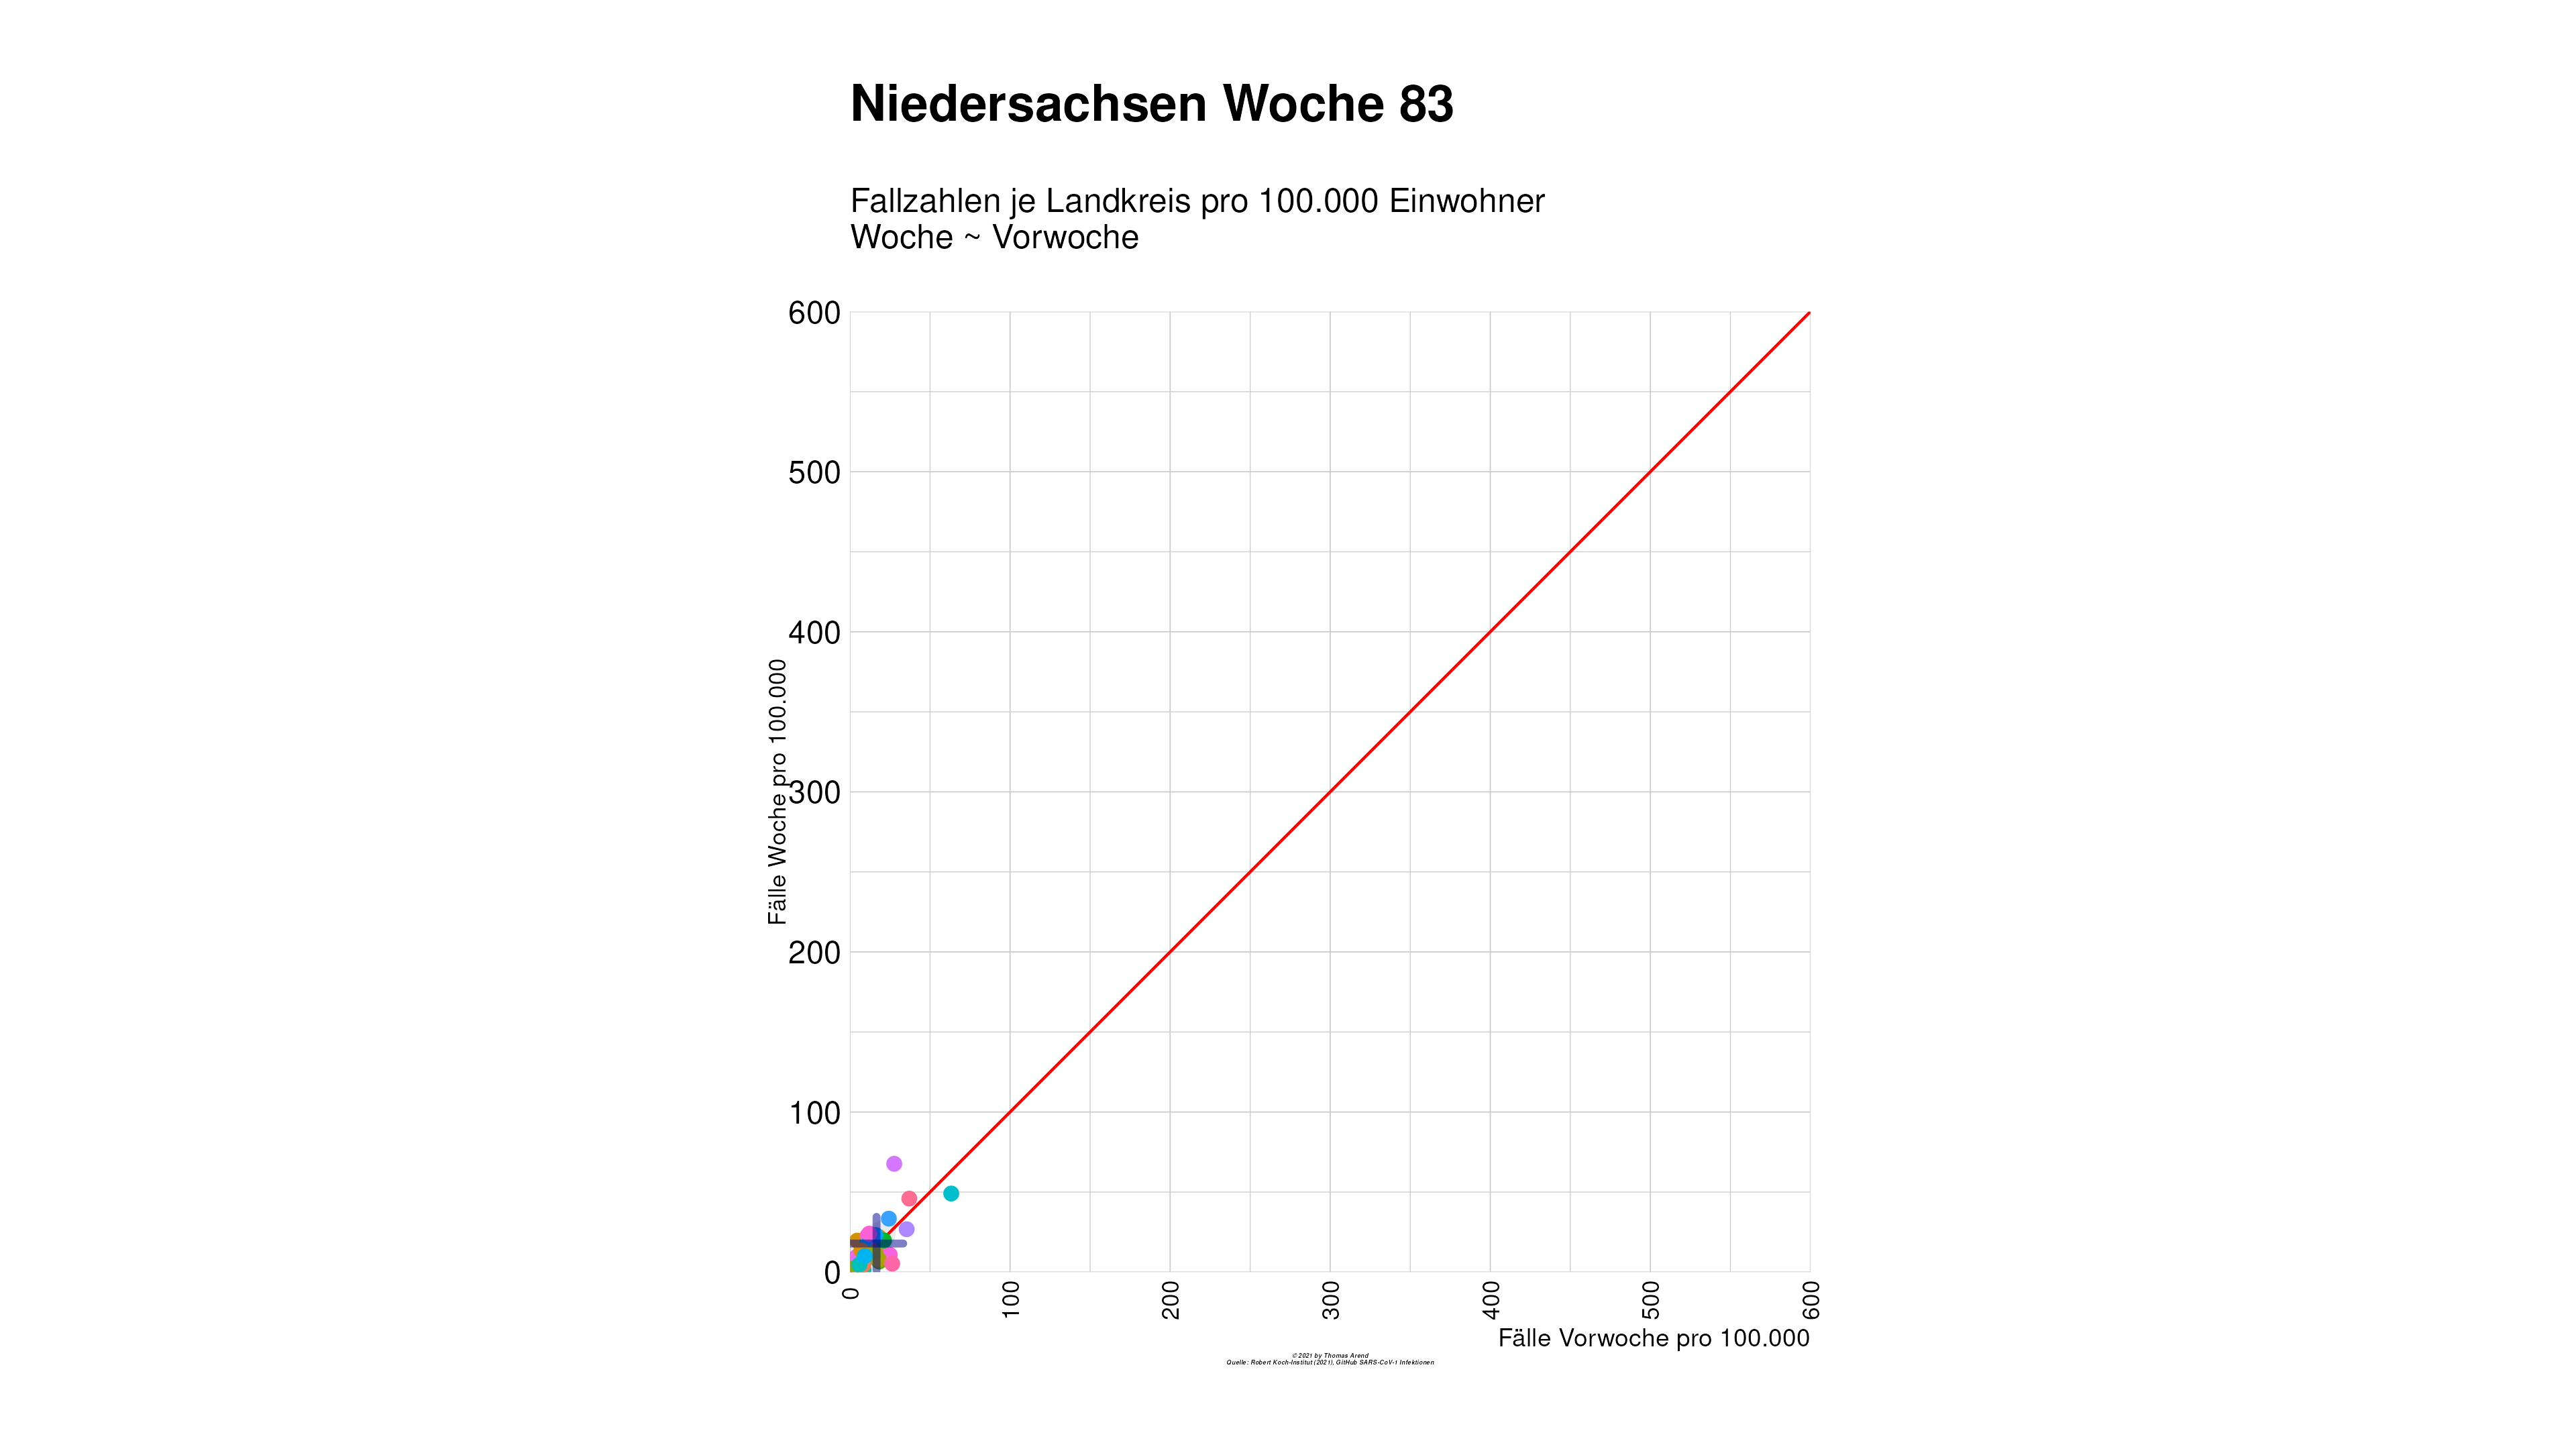 Niedersachsen Woche 83
Fallzahlen je Landkreis pro 100.000 Einwohner
Woche ~ Vorwoche
600
500
400
300
200
100
0
Fälle Woche pro 100.000
0
100
200
300
400
500
600
Fälle Vorwoche pro 100.000
© 2021 by Thomas Arend
Quelle: Robert Koch-Institut (2021), GitHub SARS-CoV-1 Infektionen